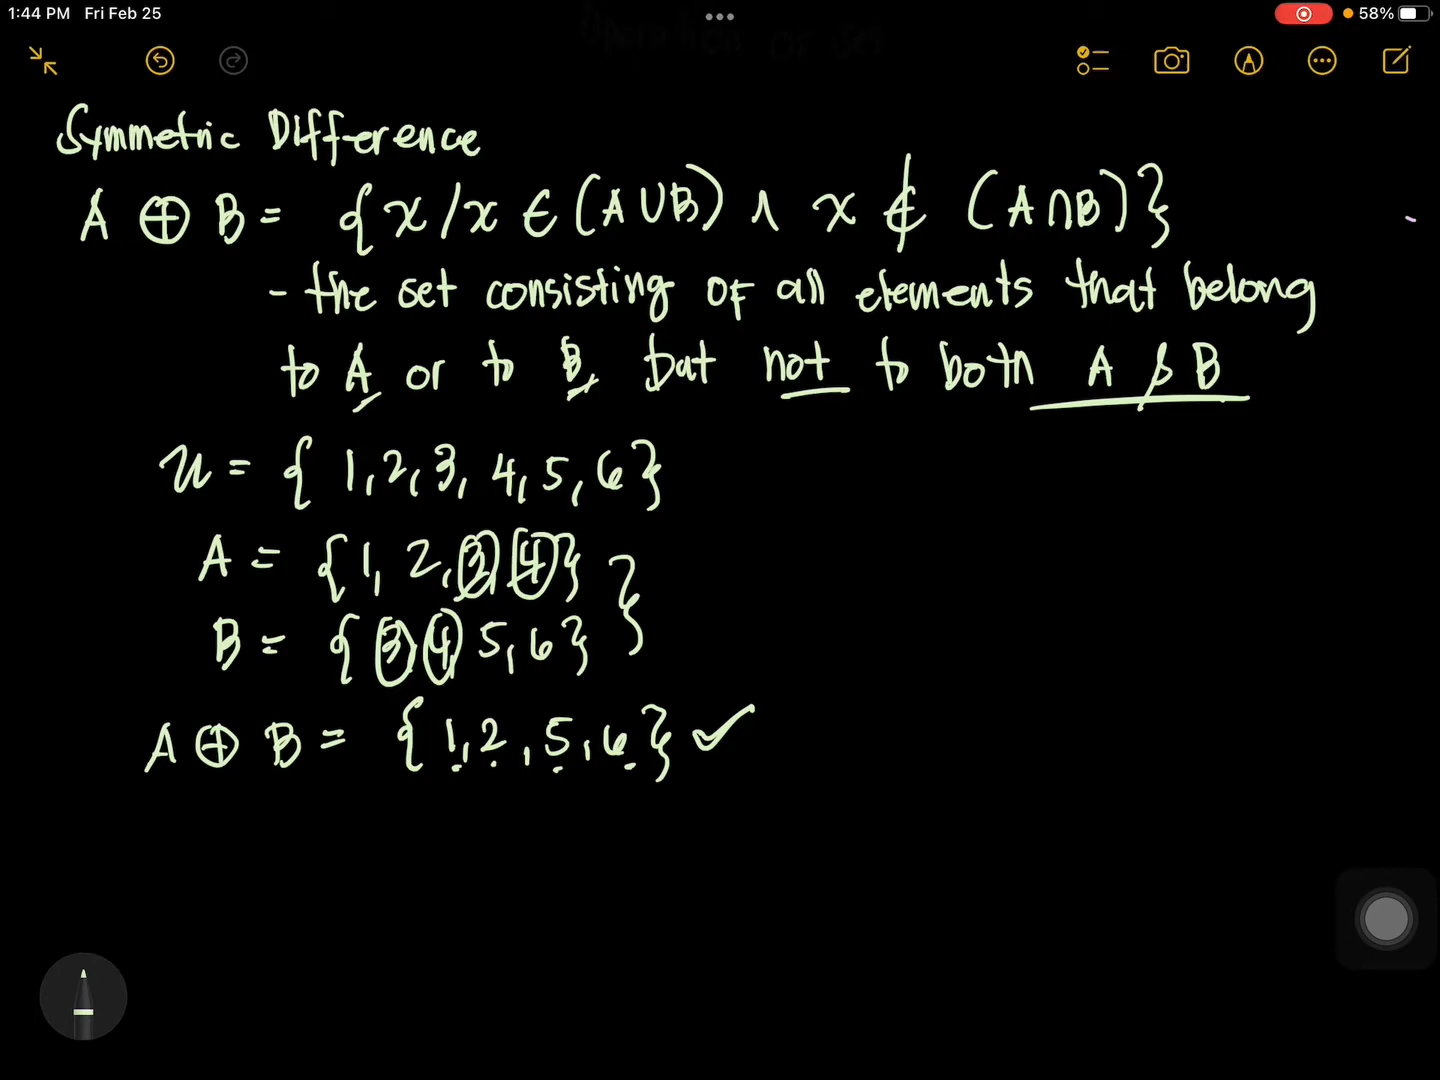 1:44 PM Fri Feb 25
58%
Symmetric Difference
A ⊕ B = {x/x ∈ (A∪B) ∧ x ∉ (A∩B)}
- the set consisting of all elements that belong
to A or to B, but not to both A & B
U = { 1, 2, 3, 4, 5, 6}
A = {1, 2, 3, 4}
B = {3, 4, 5, 6}
A ⊕ B = {1, 2, 5, 6} ✓